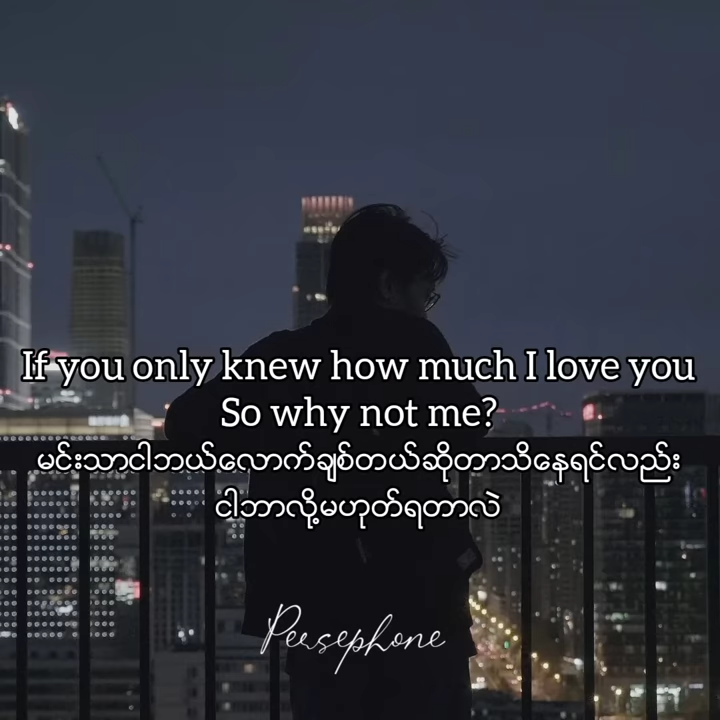 If you only knew how much I love you
So why not me?
မင်းသာငါဘယ်လောက်ချစ်တယ်ဆိုတာသိနေရင်လည်း
ငါဘာလို့မဟုတ်ရတာလဲ
Persephone